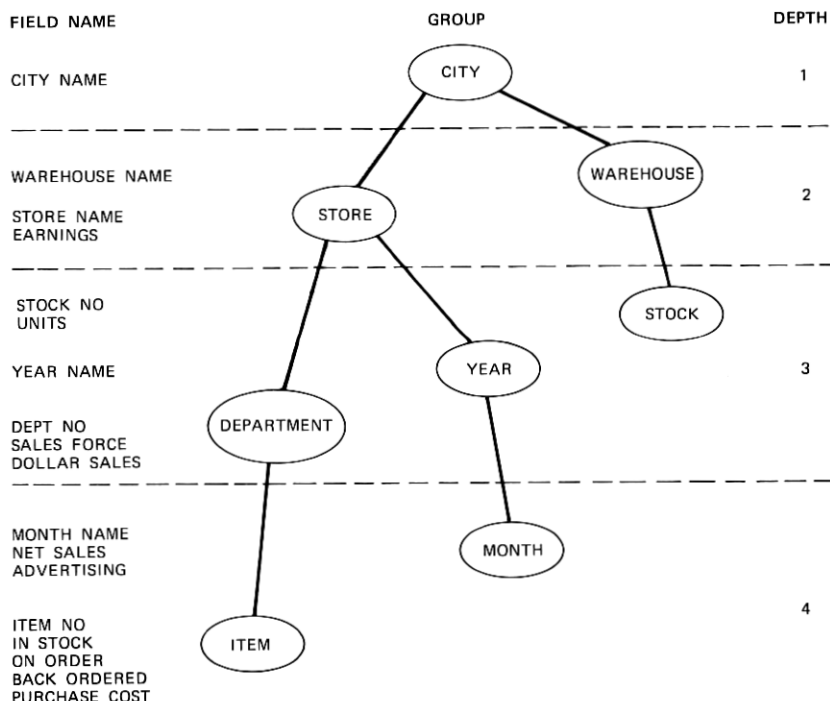 FIELD NAME GROUP DEPTH
CITY NAME CITY 1
WAREHOUSE NAME WAREHOUSE
STORE NAME STORE 2
EARNINGS
STOCK NO STOCK
UNITS
YEAR NAME YEAR 3
DEPT NO DEPARTMENT
SALES FORCE
DOLLAR SALES
MONTH NAME
NET SALES MONTH
ADVERTISING
4
ITEM NO
IN STOCK ITEM
ON ORDER
BACK ORDERED
PURCHASE COST